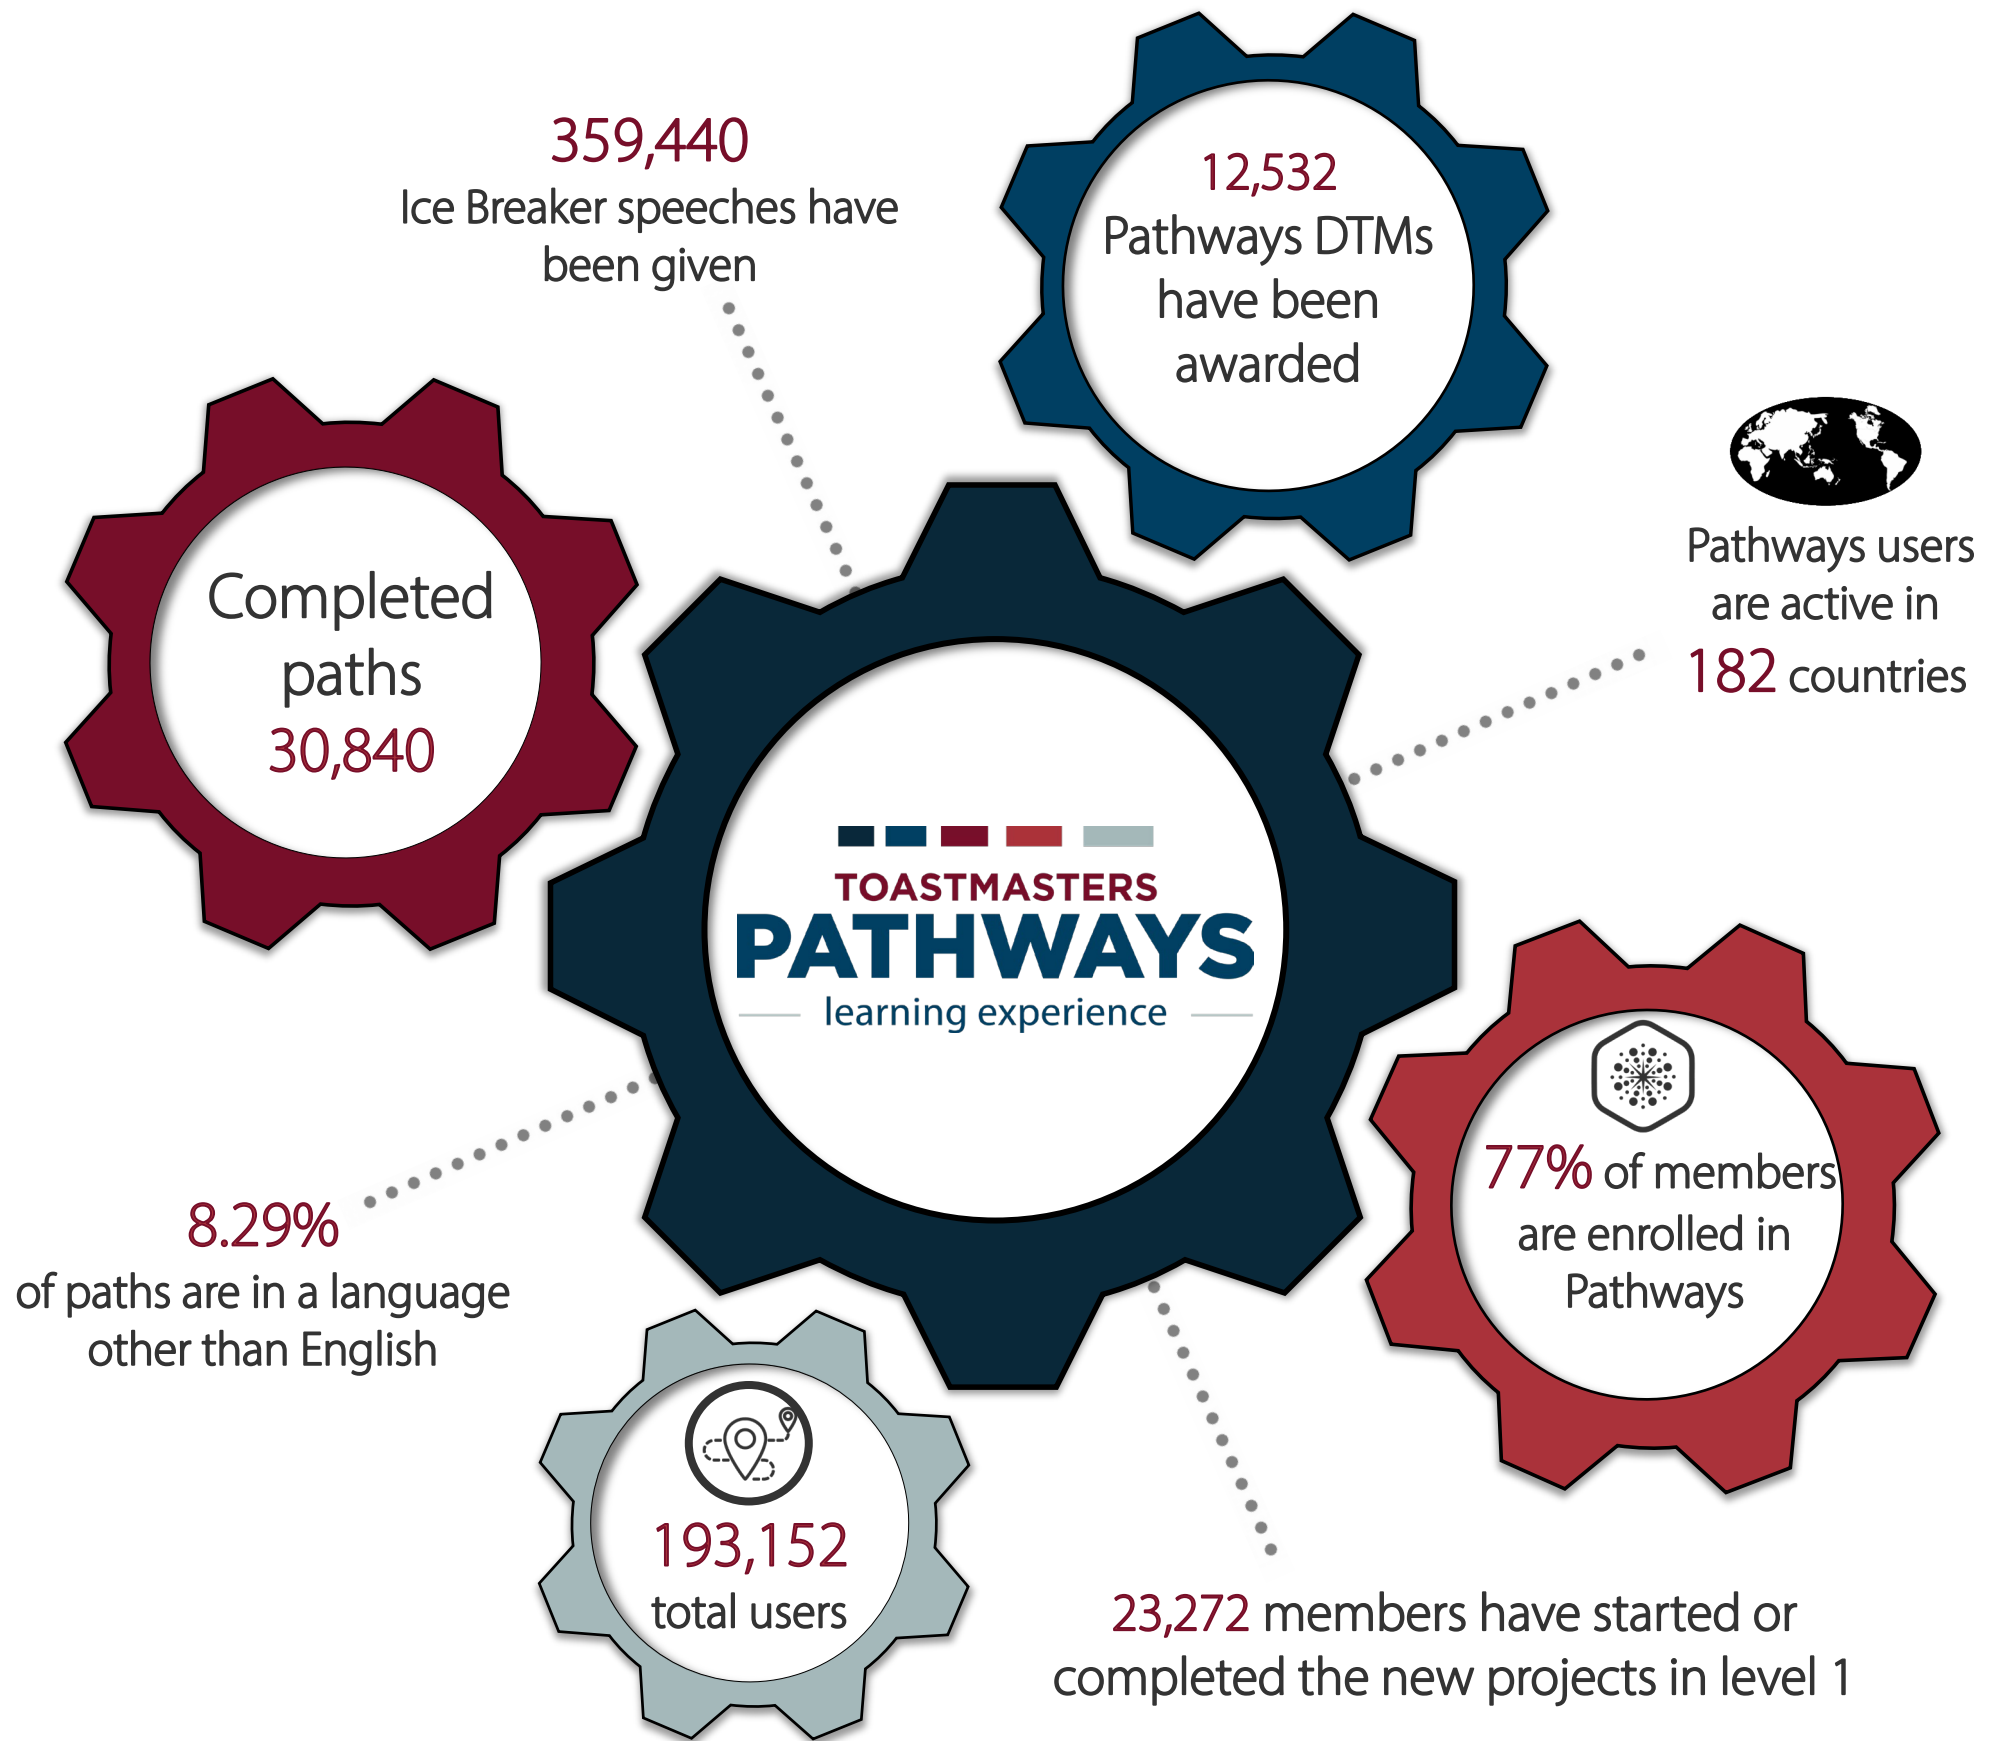 359,440
Ice Breaker speeches have
been given
12,532
Pathways DTMs
have been
awarded
Pathways users
are active in
182 countries
Completed
paths
30,840
TOASTMASTERS
PATHWAYS
learning experience
77% of members
are enrolled in
Pathways
8.29%
of paths are in a language
other than English
193,152
total users
23,272 members have started or
completed the new projects in level 1